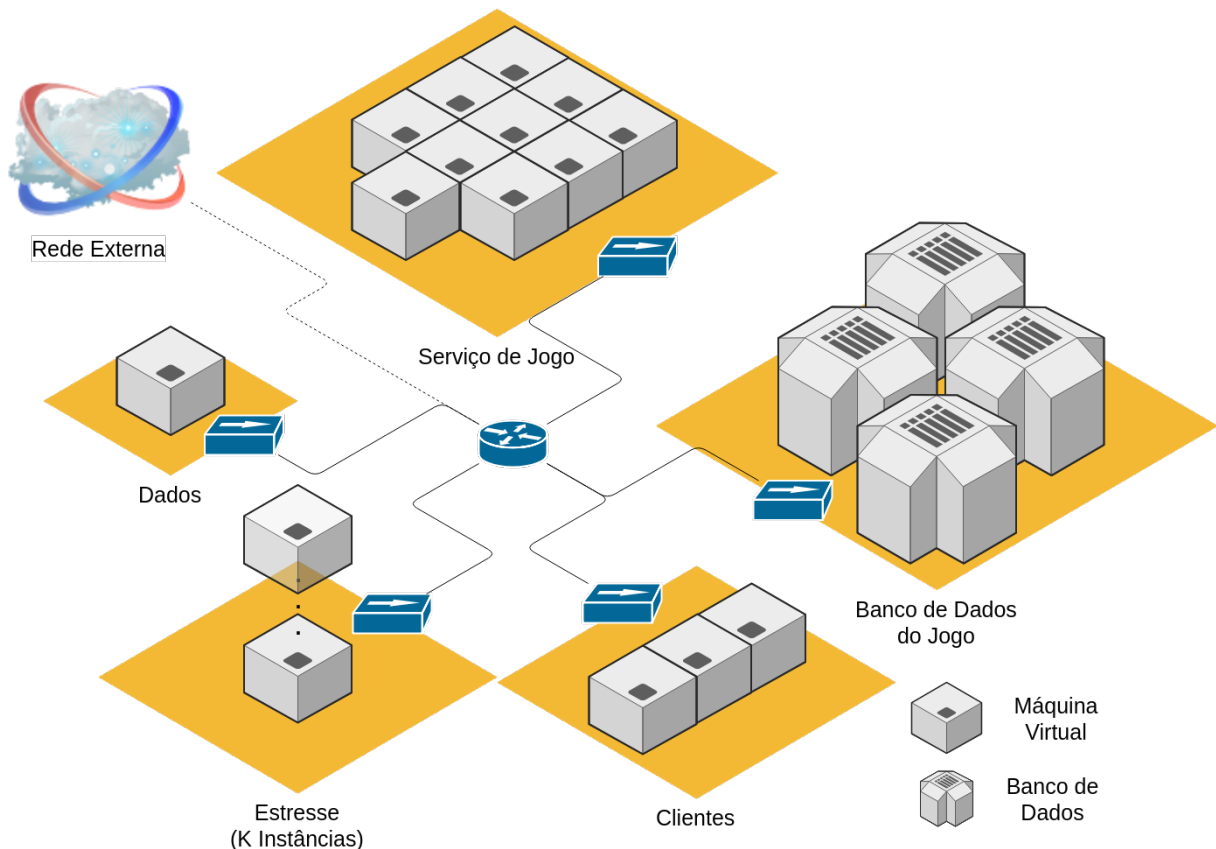 Rede Externa
Serviço de Jogo
Dados
Banco de Dados
do Jogo
Estresse
(K Instâncias)
Clientes
Máquina
Virtual
Banco de
Dados